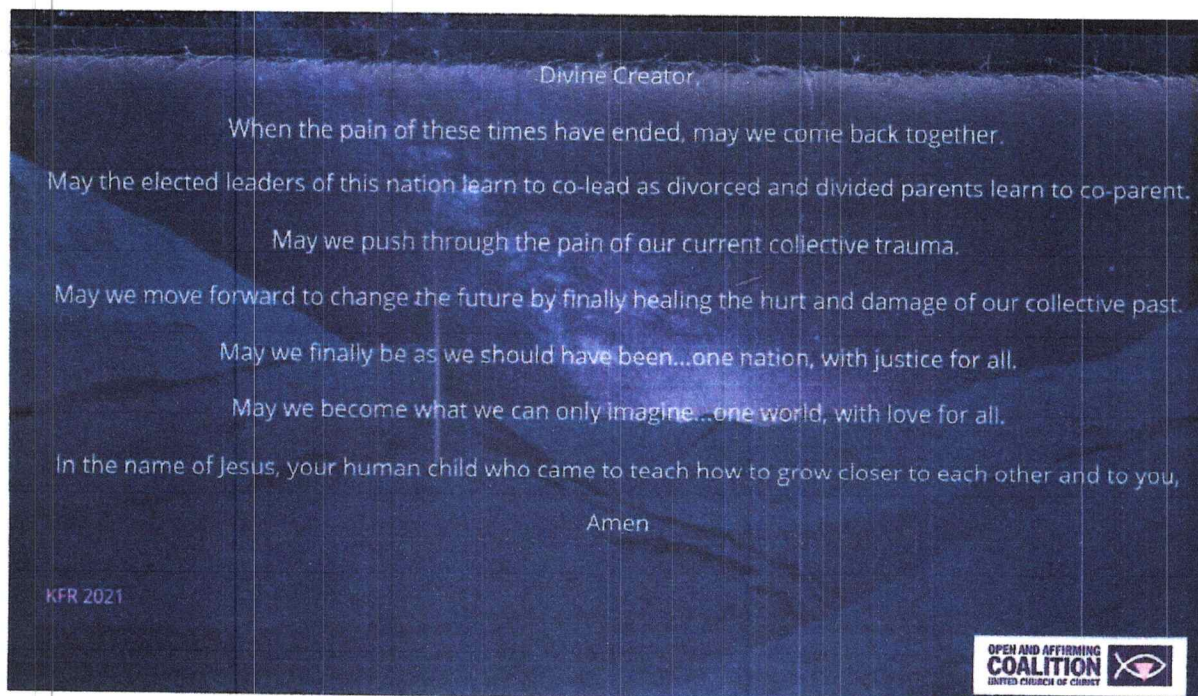 Divine Creator,
When the pain of these times have ended, may we come back together.
May the elected leaders of this nation learn to co-lead as divorced and divided parents learn to co-parent.
May we push through the pain of our current collective trauma.
May we move forward to change the future by finally healing the hurt and damage of our collective past.
May we finally be as we should have been...one nation, with justice for all.
May we become what we can only imagine...one world, with love for all.
In the name of Jesus, your human child who came to teach how to grow closer to each other and to you,
Amen
KFR 2021
OPEN AND AFFIRMING
COALITION
UNITED CHURCH OF CHRIST